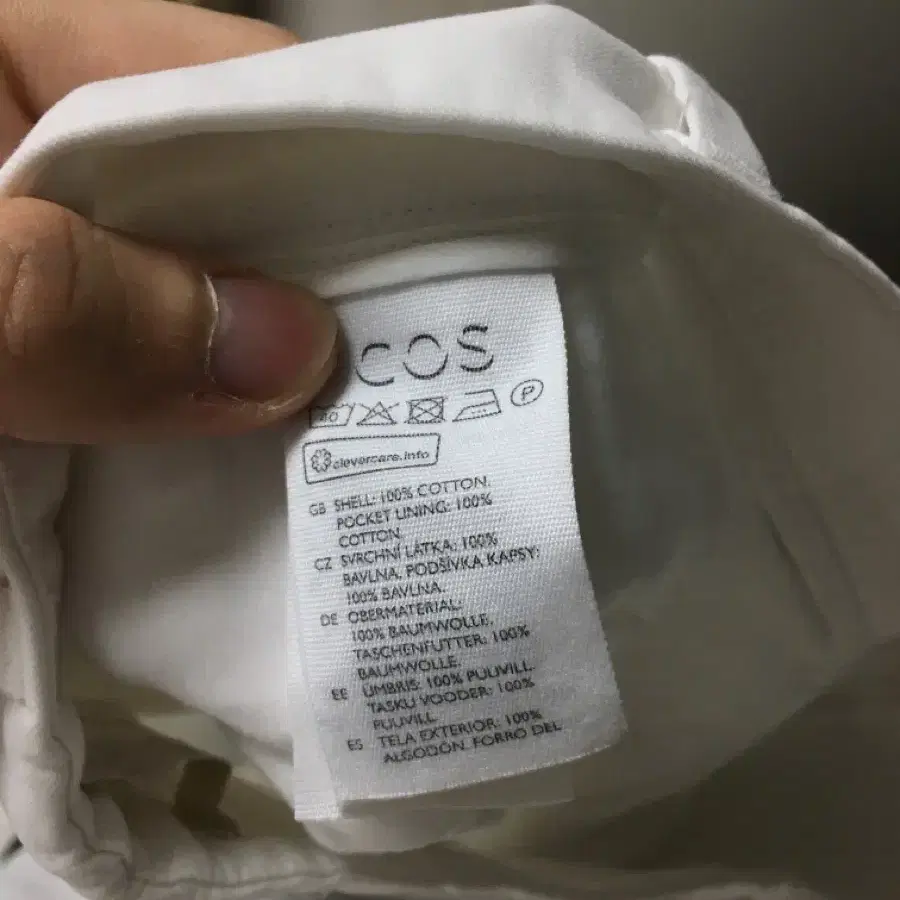 COS
40
P
clevercare.info
GB SHELL: 100% COTTON.
POCKET LINING: 100%
COTTON.
CZ SVRCHNÍ LÁTKA: 100%
BAVLNA. PODŠÍVKA KAPSY:
100% BAVLNA.
DE OBERMATERIAL:
100% BAUMWOLLE.
TASCHENFUTTER: 100%
BAUMWOLLE.
EE UMBRIS: 100% PUUVILL.
TASKU VOODER: 100%
PUUVILL.
ES TELA EXTERIOR: 100%
ALGODÓN. FORRO DEL